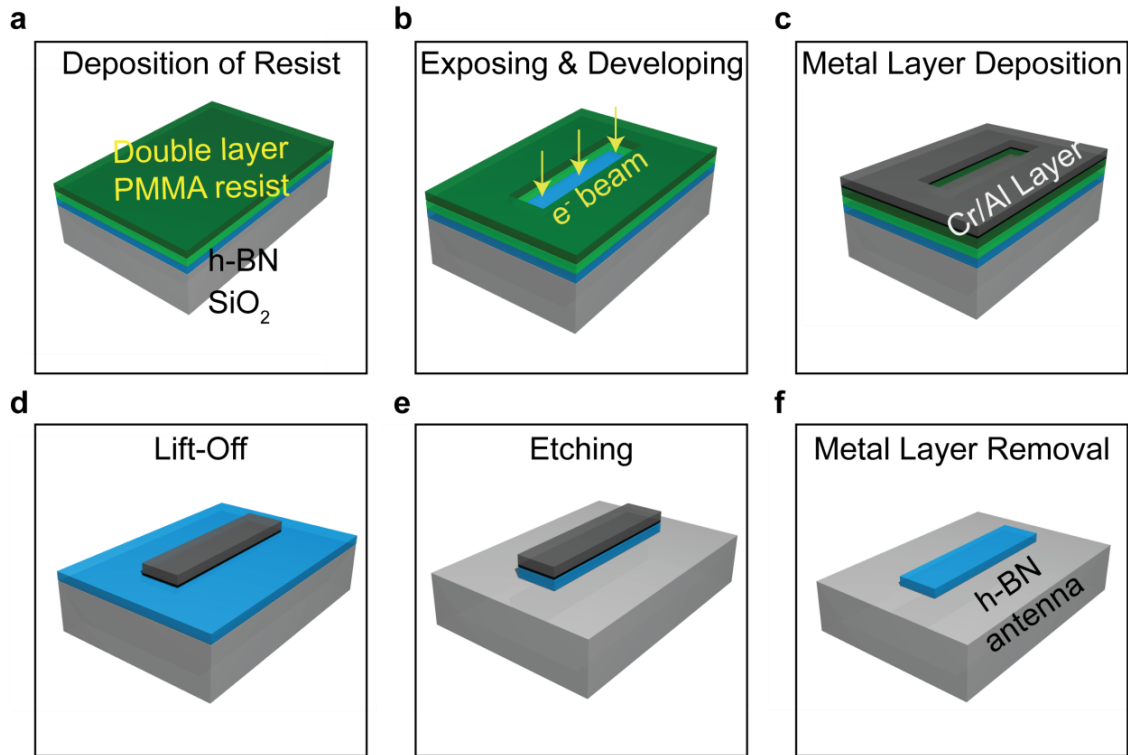 a
Deposition of Resist
Double layer
PMMA resist
h-BN
SiO₂
b
Exposing & Developing
e⁻ beam
c
Metal Layer Deposition
Cr/Al Layer
d
Lift-Off
e
Etching
f
Metal Layer Removal
h-BN
antenna